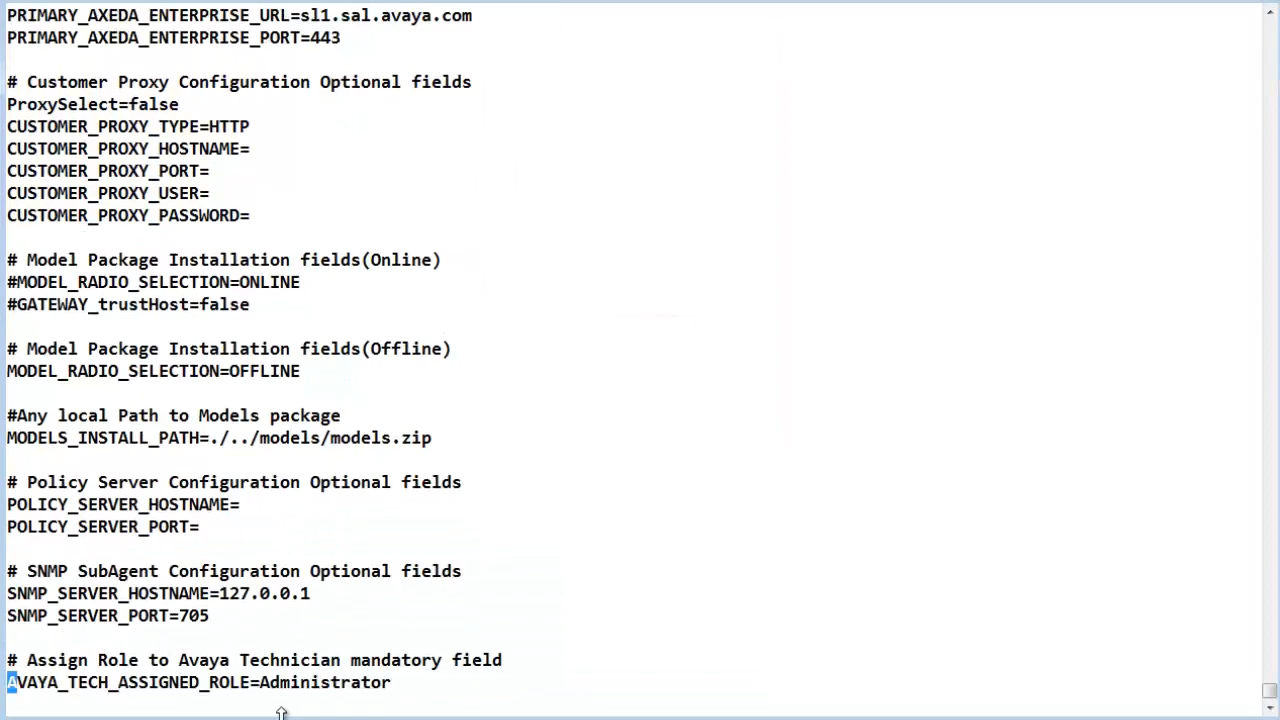 PRIMARY_AXEDA_ENTERPRISE_URL=sl1.sal.avaya.com
PRIMARY_AXEDA_ENTERPRISE_PORT=443
# Customer Proxy Configuration Optional fields
ProxySelect=false
CUSTOMER_PROXY_TYPE=HTTP
CUSTOMER_PROXY_HOSTNAME=
CUSTOMER_PROXY_PORT=
CUSTOMER_PROXY_USER=
CUSTOMER_PROXY_PASSWORD=
# Model Package Installation fields(Online)
#MODEL_RADIO_SELECTION=ONLINE
#GATEWAY_trustHost=false
# Model Package Installation fields(Offline)
MODEL_RADIO_SELECTION=OFFLINE
#Any local Path to Models package
MODELS_INSTALL_PATH=./../models/models.zip
# Policy Server Configuration Optional fields
POLICY_SERVER_HOSTNAME=
POLICY_SERVER_PORT=
# SNMP SubAgent Configuration Optional fields
SNMP_SERVER_HOSTNAME=127.0.0.1
SNMP_SERVER_PORT=705
# Assign Role to Avaya Technician mandatory field
AVAYA_TECH_ASSIGNED_ROLE=Administrator